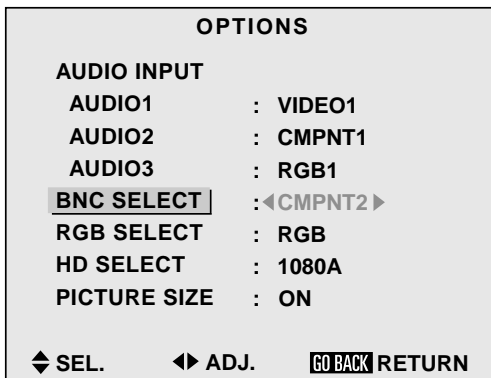 OPTIONS
AUDIO INPUT
AUDIO1 : VIDEO1
AUDIO2 : CMPNT1
AUDIO3 : RGB1
BNC SELECT : ◀CMPNT2▶
RGB SELECT : RGB
HD SELECT : 1080A
PICTURE SIZE : ON
▲▼ SEL. ◀▶ ADJ. GO BACK RETURN